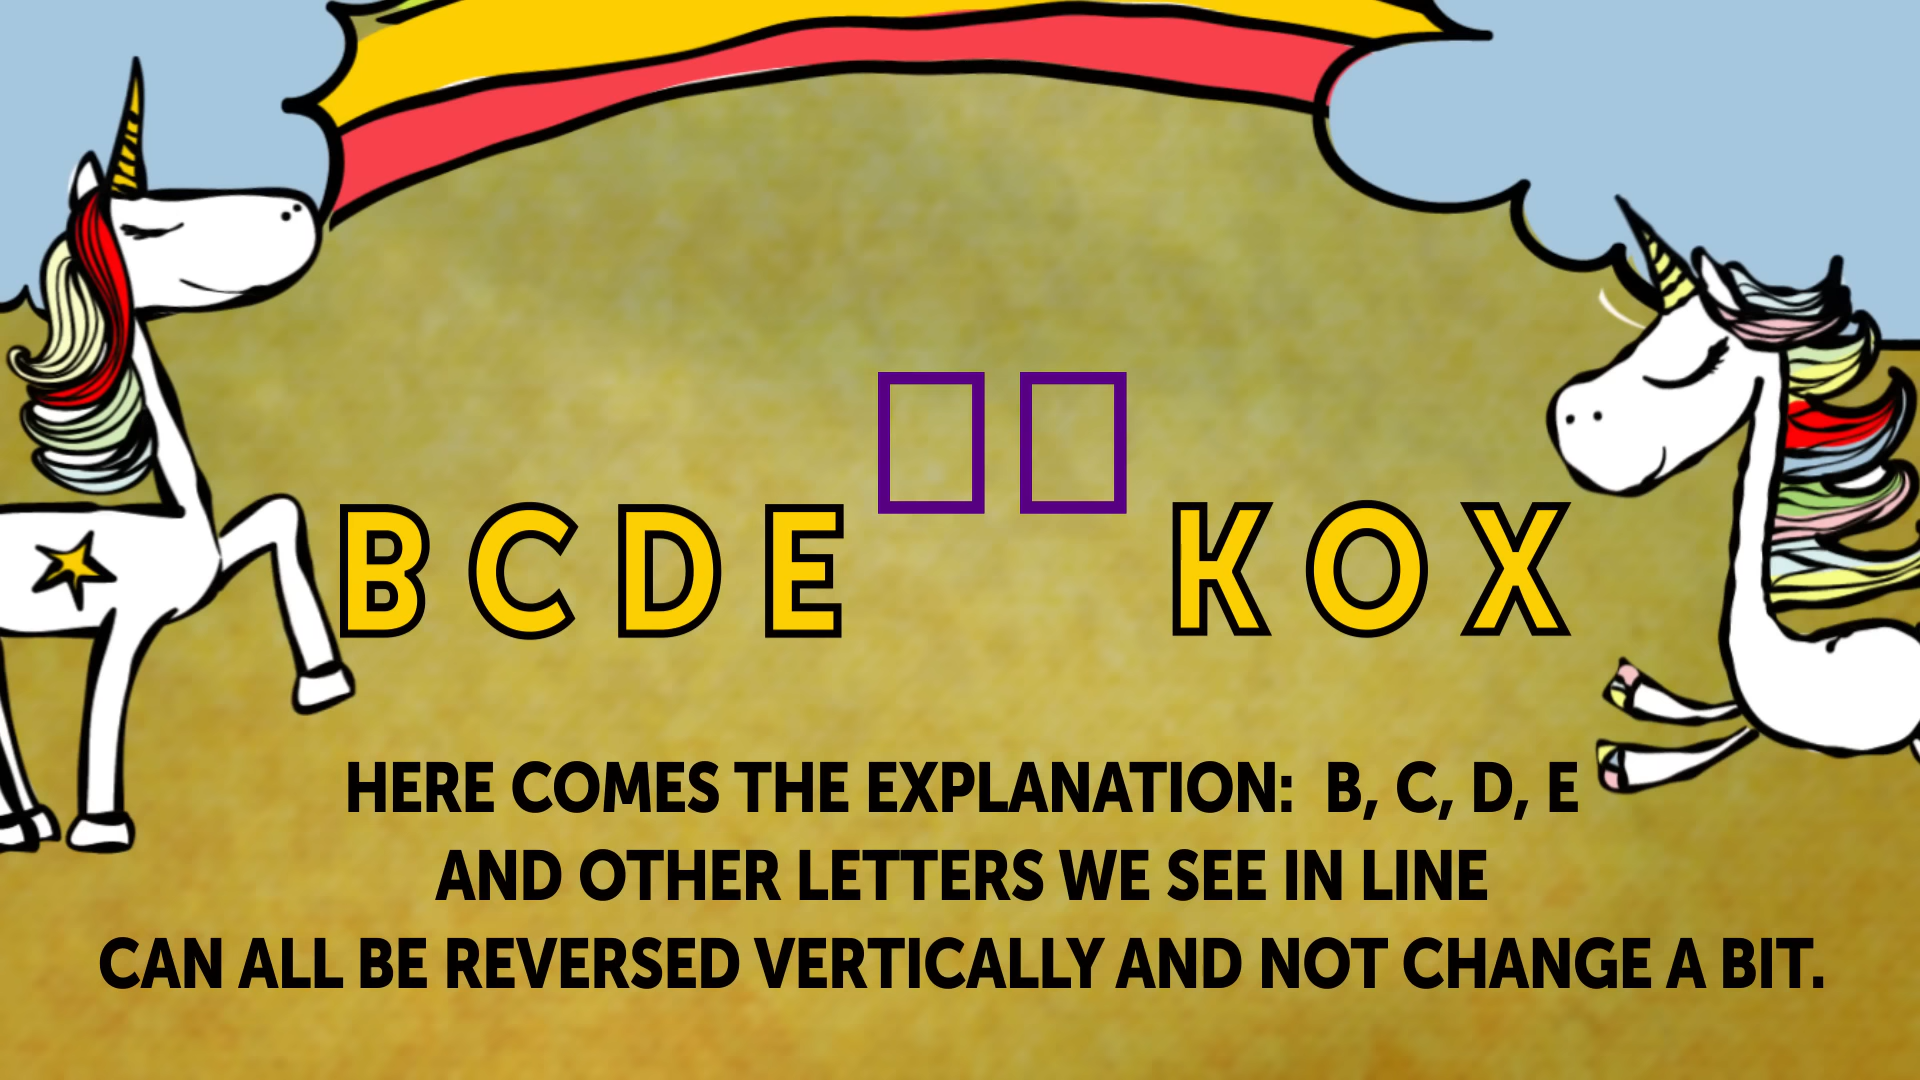 B C D E K O X
HERE COMES THE EXPLANATION: B, C, D, E
AND OTHER LETTERS WE SEE IN LINE
CAN ALL BE REVERSED VERTICALLY AND NOT CHANGE A BIT.